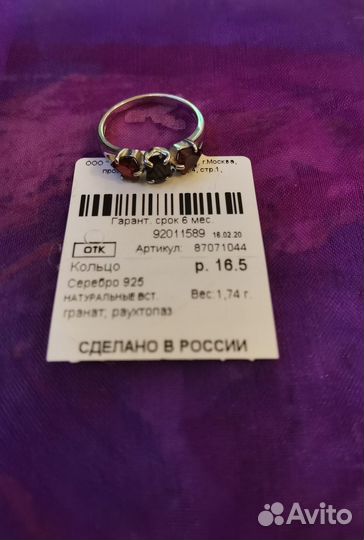 ООО г.Москва,
стр.1,
Гарант. срок 6 мес.
92011589 16.02.20
ОТК Артикул: 87071044
Кольцо р. 16.5
Серебро 925
НАТУРАЛЬНЫЕ ВСТ. Вес:1,74 г.
гранат; раухтопаз
СДЕЛАНО В РОССИИ
Avito